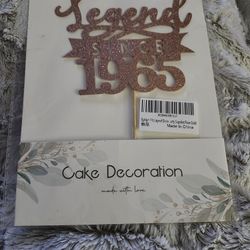 Legend
SINCE
1965
Made In China
Cake Decoration
made with love